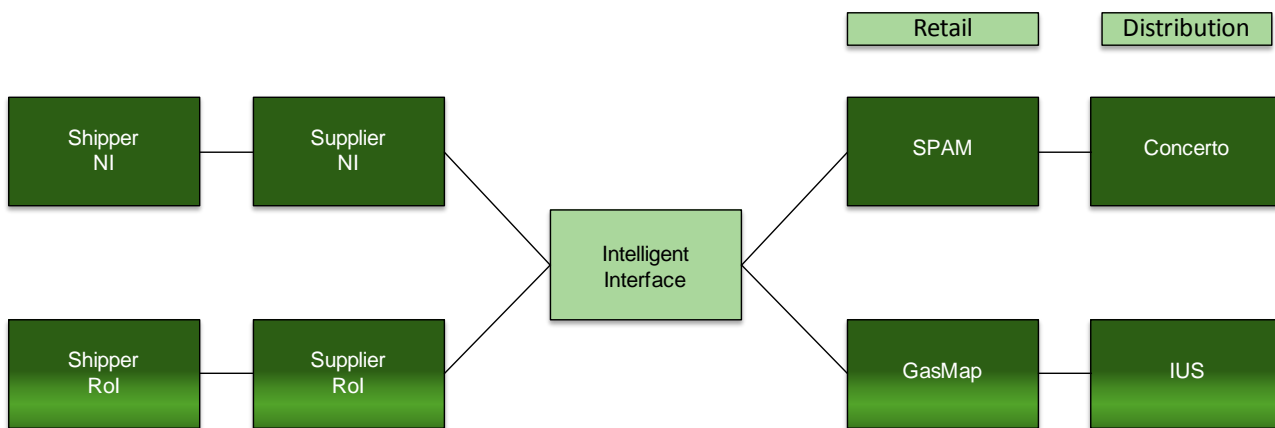 Retail
Distribution
Shipper
NI
Supplier
NI
SPAM
Concerto
Intelligent
Interface
Shipper
RoI
Supplier
RoI
GasMap
IUS